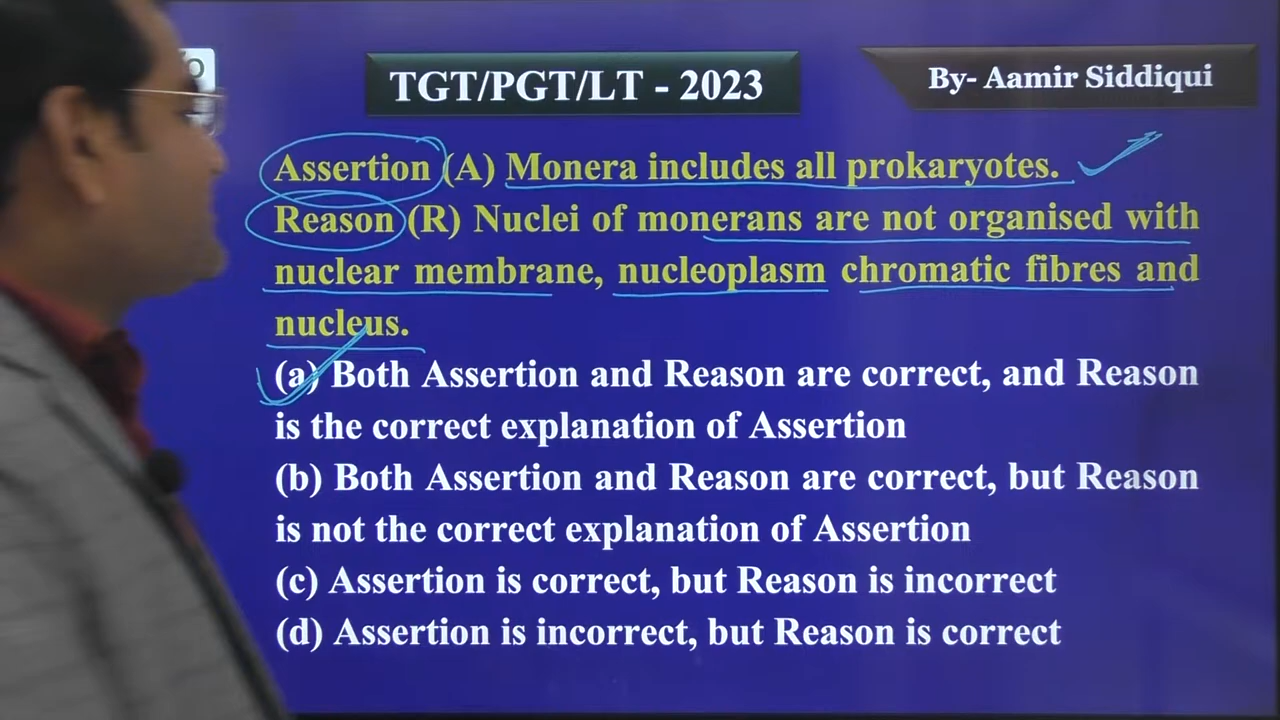 TGT/PGT/LT - 2023
By- Aamir Siddiqui
Assertion (A) Monera includes all prokaryotes.
Reason (R) Nuclei of monerans are not organised with
nuclear membrane, nucleoplasm chromatic fibres and
nucleus.
(a) Both Assertion and Reason are correct, and Reason
is the correct explanation of Assertion
(b) Both Assertion and Reason are correct, but Reason
is not the correct explanation of Assertion
(c) Assertion is correct, but Reason is incorrect
(d) Assertion is incorrect, but Reason is correct